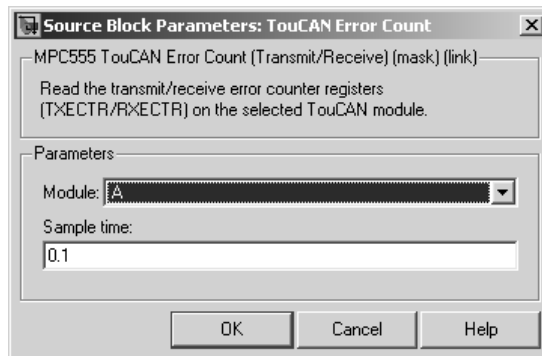 Source Block Parameters: TouCAN Error Count
MPC555 TouCAN Error Count (Transmit/Receive) (mask) (link)
Read the transmit/receive error counter registers
(TXECTR/RXECTR) on the selected TouCAN module.
Parameters
Module: A
Sample time:
0.1
OK Cancel Help